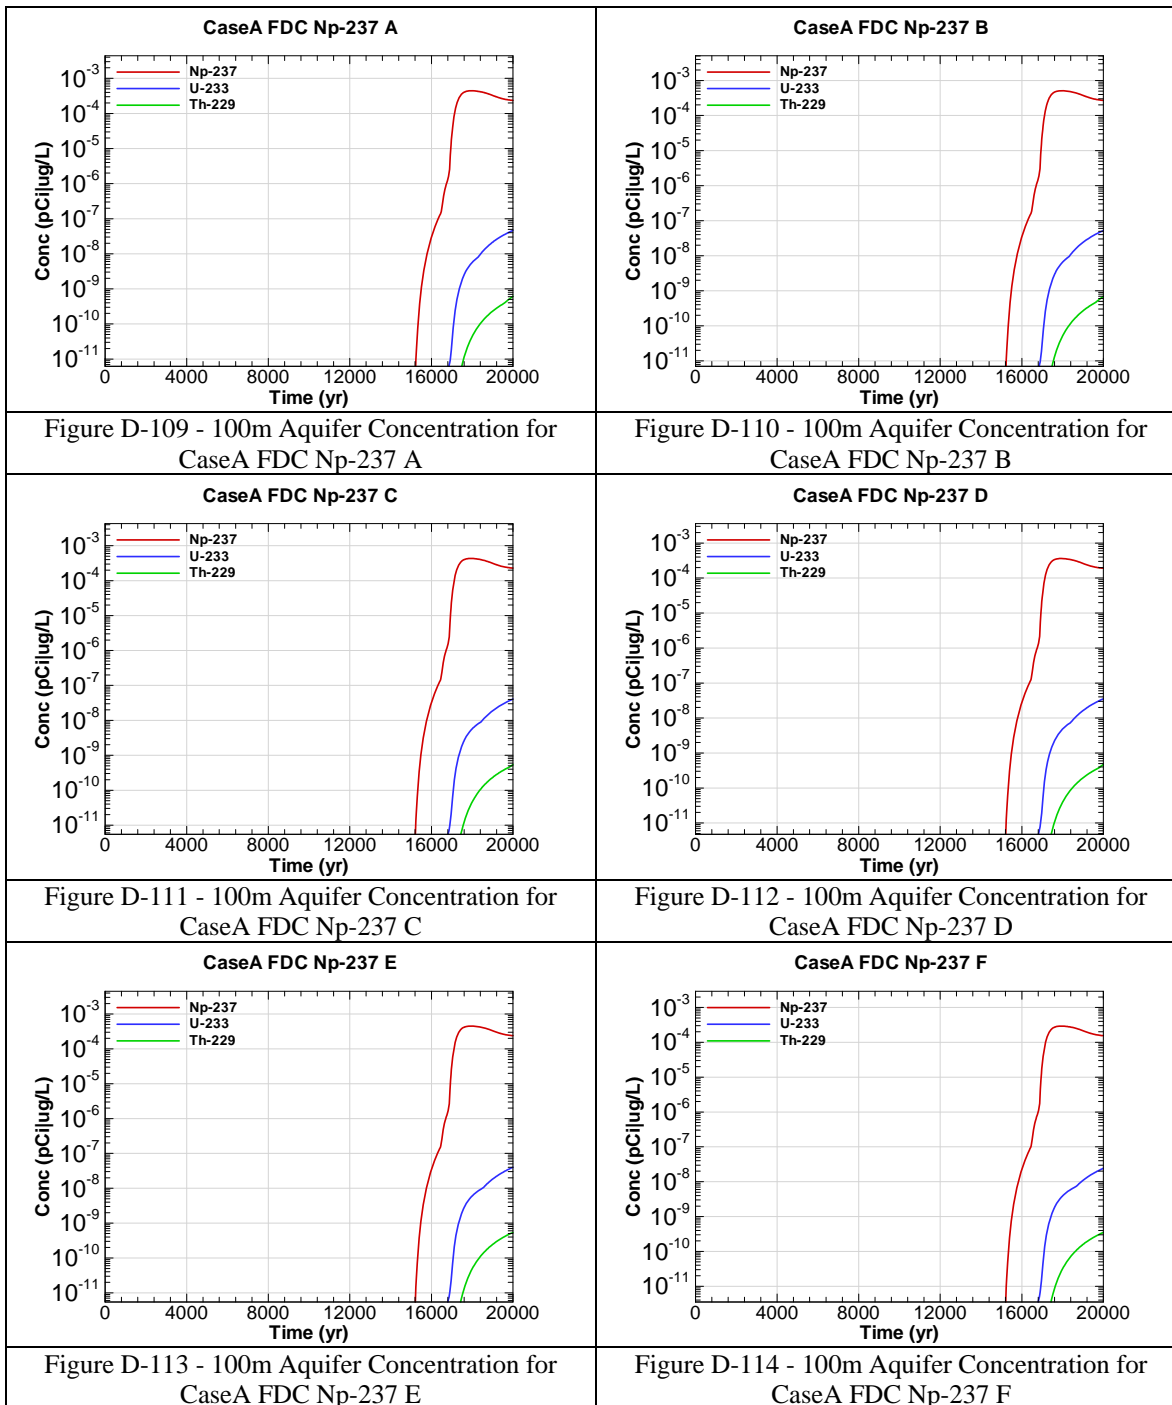 CaseA FDC Np-237 A
Np-237
U-233
Th-229
Conc (pCi|ug/L)
10-3
10-4
10-5
10-6
10-7
10-8
10-9
10-10
10-11
0 4000 8000 12000 16000 20000
Time (yr)
Figure D-109 - 100m Aquifer Concentration for
CaseA FDC Np-237 A
CaseA FDC Np-237 B
Np-237
U-233
Th-229
Conc (pCi|ug/L)
10-3
10-4
10-5
10-6
10-7
10-8
10-9
10-10
10-11
0 4000 8000 12000 16000 20000
Time (yr)
Figure D-110 - 100m Aquifer Concentration for
CaseA FDC Np-237 B
CaseA FDC Np-237 C
Np-237
U-233
Th-229
Conc (pCi|ug/L)
10-3
10-4
10-5
10-6
10-7
10-8
10-9
10-10
10-11
0 4000 8000 12000 16000 20000
Time (yr)
Figure D-111 - 100m Aquifer Concentration for
CaseA FDC Np-237 C
CaseA FDC Np-237 D
Np-237
U-233
Th-229
Conc (pCi|ug/L)
10-3
10-4
10-5
10-6
10-7
10-8
10-9
10-10
10-11
0 4000 8000 12000 16000 20000
Time (yr)
Figure D-112 - 100m Aquifer Concentration for
CaseA FDC Np-237 D
CaseA FDC Np-237 E
Np-237
U-233
Th-229
Conc (pCi|ug/L)
10-3
10-4
10-5
10-6
10-7
10-8
10-9
10-10
10-11
0 4000 8000 12000 16000 20000
Time (yr)
Figure D-113 - 100m Aquifer Concentration for
CaseA FDC Np-237 E
CaseA FDC Np-237 F
Np-237
U-233
Th-229
Conc (pCi|ug/L)
10-3
10-4
10-5
10-6
10-7
10-8
10-9
10-10
10-11
0 4000 8000 12000 16000 20000
Time (yr)
Figure D-114 - 100m Aquifer Concentration for
CaseA FDC Np-237 F